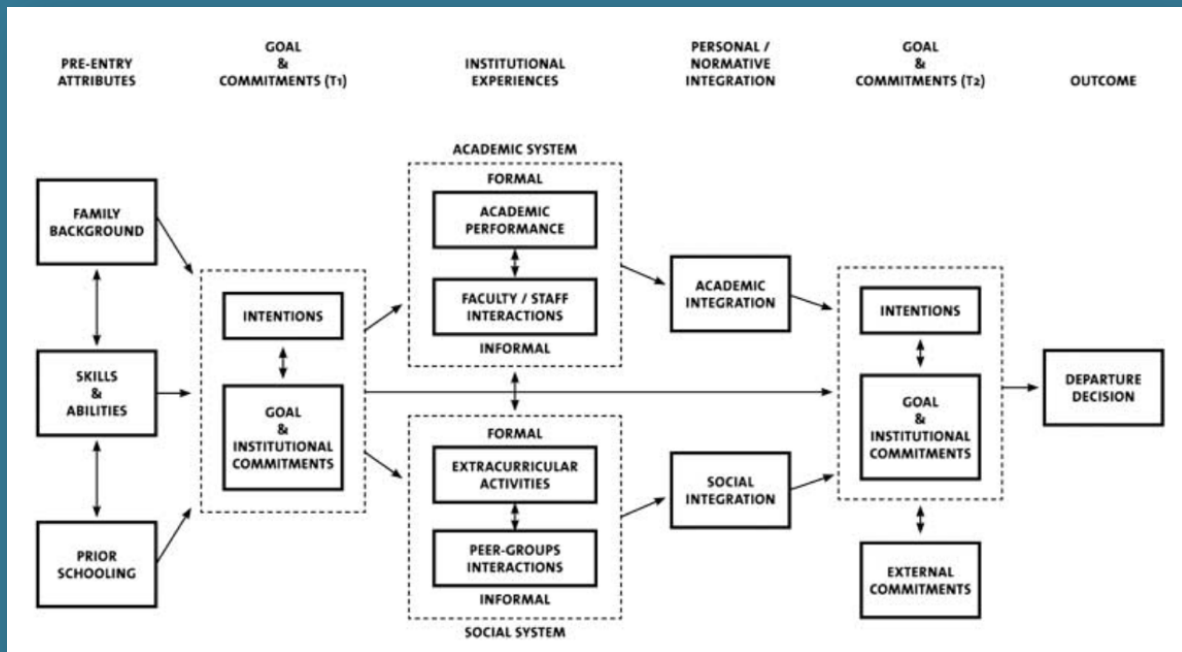 PRE-ENTRY
ATTRIBUTES
GOAL
&
COMMITMENTS (T1)
INSTITUTIONAL
EXPERIENCES
PERSONAL /
NORMATIVE
INTEGRATION
GOAL
&
COMMITMENTS (T2)
OUTCOME
FAMILY
BACKGROUND
SKILLS
&
ABILITIES
PRIOR
SCHOOLING
INTENTIONS
GOAL
&
INSTITUTIONAL
COMMITMENTS
ACADEMIC SYSTEM
FORMAL
ACADEMIC
PERFORMANCE
FACULTY / STAFF
INTERACTIONS
INFORMAL
FORMAL
EXTRACURRICULAR
ACTIVITIES
PEER-GROUPS
INTERACTIONS
INFORMAL
SOCIAL SYSTEM
ACADEMIC
INTEGRATION
SOCIAL
INTEGRATION
INTENTIONS
GOAL
&
INSTITUTIONAL
COMMITMENTS
EXTERNAL
COMMITMENTS
DEPARTURE
DECISION